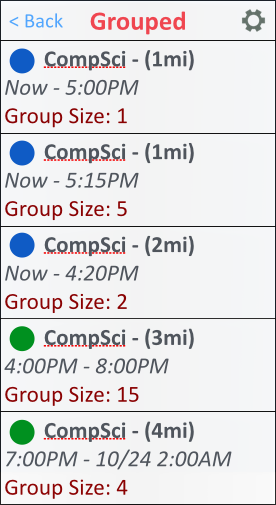 < Back Grouped
CompSci - (1mi)
Now - 5:00PM
Group Size: 1
CompSci - (1mi)
Now - 5:15PM
Group Size: 5
CompSci - (2mi)
Now - 4:20PM
Group Size: 2
CompSci - (3mi)
4:00PM - 8:00PM
Group Size: 15
CompSci - (4mi)
7:00PM - 10/24 2:00AM
Group Size: 4